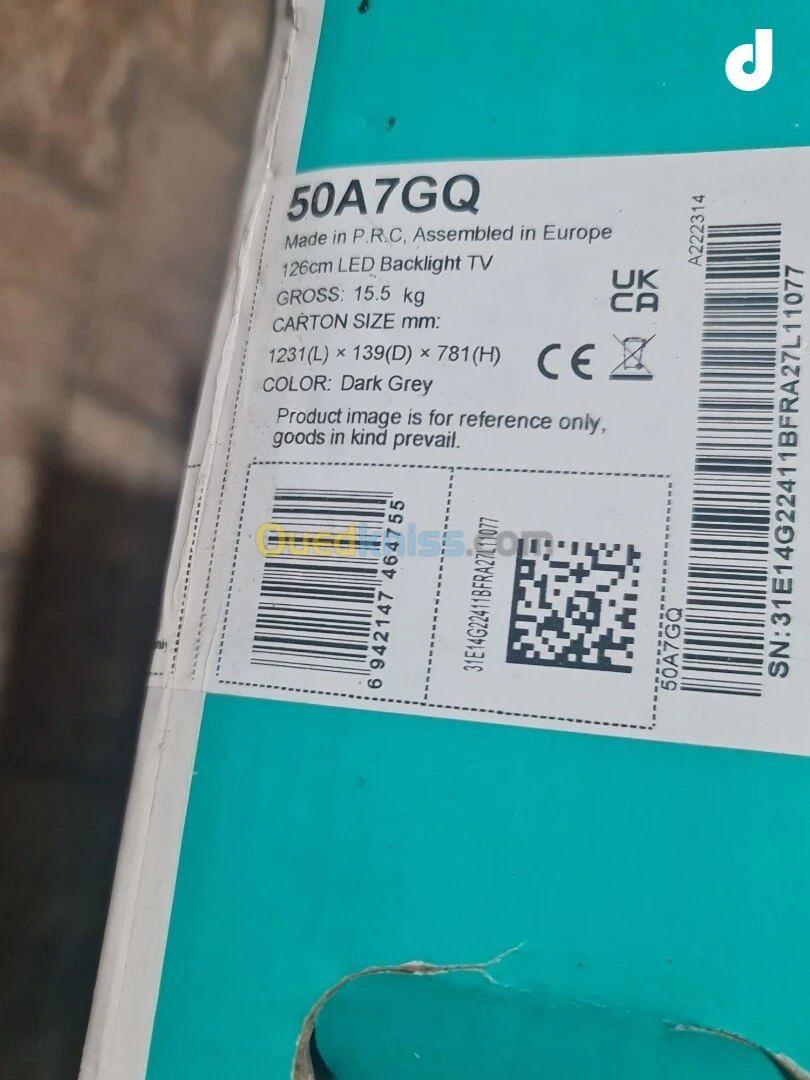 50A7GQ
Made in P.R.C, Assembled in Europe
126cm LED Backlight TV
GROSS: 15.5 kg
CARTON SIZE mm:
1231(L) × 139(D) × 781(H)
COLOR: Dark Grey
Product image is for reference only,
goods in kind prevail.
UK
CA
CE
6 942147 464755
31E14G22411BFRA27L11077
50A7GQ
A222314
SN:31E14G22411BFRA27L11077
Ouedkniss.com
d